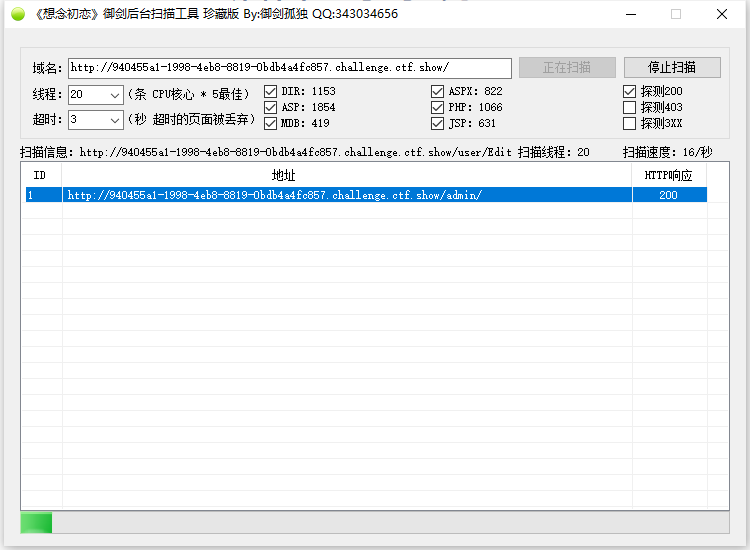 《想念初恋》御剑后台扫描工具 珍藏版 By:御剑孤独 QQ:343034656
域名: http://940455a1-1998-4eb8-8819-0bdb4a4fc857.challenge.ctf.show/ 正在扫描 停止扫描
线程: 20 (条 CPU核心 * 5最佳) DIR: 1153 ASPX: 822 探测200
ASP: 1854 PHP: 1066 探测403
超时: 3 (秒 超时的页面被丢弃) MDB: 419 JSP: 631 探测3XX
扫描信息: http://940455a1-1998-4eb8-8819-0bdb4a4fc857.challenge.ctf.show/user/Edit 扫描线程: 20 扫描速度: 16/秒
ID 地址 HTTP响应
1 http://940455a1-1998-4eb8-8819-0bdb4a4fc857.challenge.ctf.show/admin/ 200